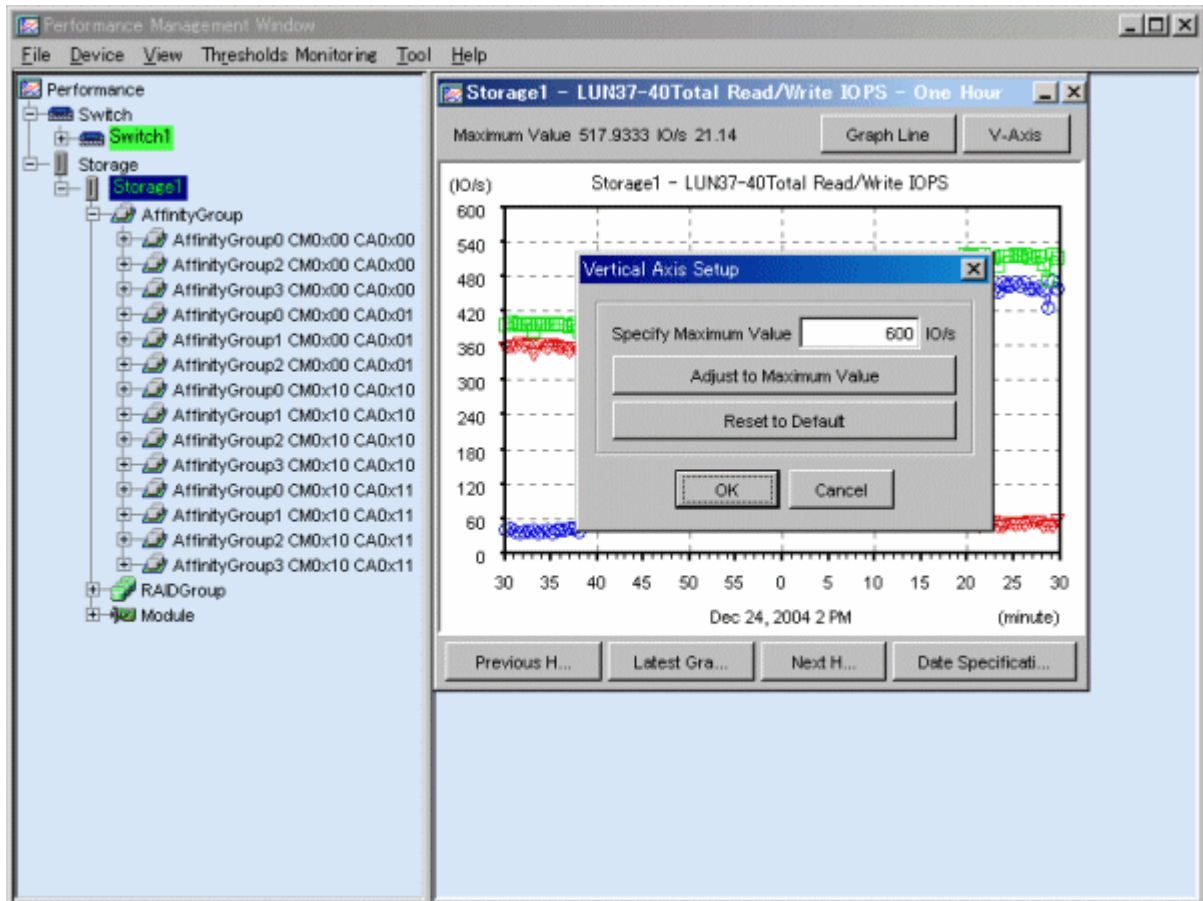 Performance Management Window
File Device View Thresholds Monitoring Tool Help
Performance
Switch
Switch1
Storage
Storage1
AffinityGroup
AffinityGroup0 CM0x00 CA0x00
AffinityGroup2 CM0x00 CA0x00
AffinityGroup3 CM0x00 CA0x00
AffinityGroup0 CM0x00 CA0x01
AffinityGroup1 CM0x00 CA0x01
AffinityGroup2 CM0x00 CA0x01
AffinityGroup0 CM0x10 CA0x10
AffinityGroup1 CM0x10 CA0x10
AffinityGroup2 CM0x10 CA0x10
AffinityGroup3 CM0x10 CA0x10
AffinityGroup0 CM0x10 CA0x11
AffinityGroup1 CM0x10 CA0x11
AffinityGroup2 CM0x10 CA0x11
AffinityGroup3 CM0x10 CA0x11
RAIDGroup
Module
Storage1 - LUN37-40Total Read/Write IOPS - One Hour
Maximum Value 517.9333 IO/s 21.14 Graph Line V-Axis
(IO/s) Storage1 - LUN37-40Total Read/Write IOPS
600
540
480
420
360
300
240
180
120
60
0
30 35 40 45 50 55 0 5 10 15 20 25 30
Dec 24, 2004 2 PM (minute)
Vertical Axis Setup
Specify Maximum Value 600 IO/s
Adjust to Maximum Value
Reset to Default
OK Cancel
Previous H... Latest Gra... Next H... Date Specificati...